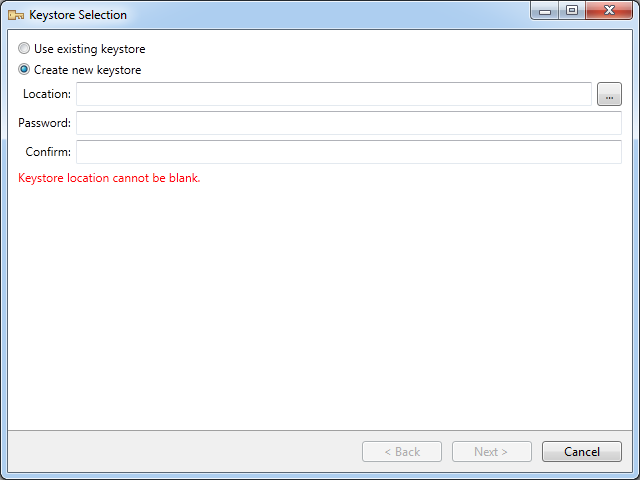 Keystore Selection
Use existing keystore
Create new keystore
Location:
...
Password:
Confirm:
Keystore location cannot be blank.
< Back Next > Cancel